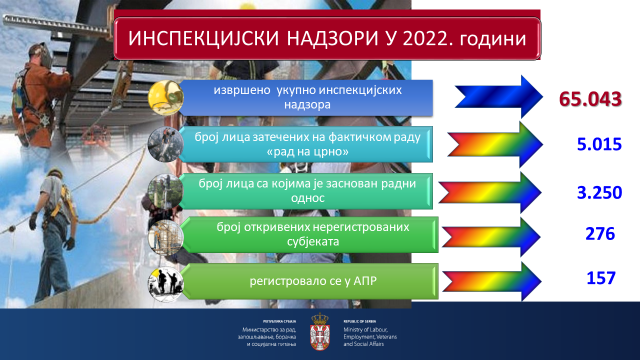 ИНСПЕКЦИЈСКИ НАДЗОРИ У 2022. години
извршено укупно инспекцијских
надзора
65.043
број лица затечених на фактичком раду
«рад на црно»
5.015
број лица са којима је заснован радни
однос
3.250
број откривених нерегистрованих
субјеката
276
регистровало се у АПР
157
РЕПУБЛИКА СРБИЈА
Министарство за рад,
запошљавање, борачка
и социјална питања
REPUBLIC OF SERBIA
Ministry of Labour,
Employment, Veterans
and Social Affairs